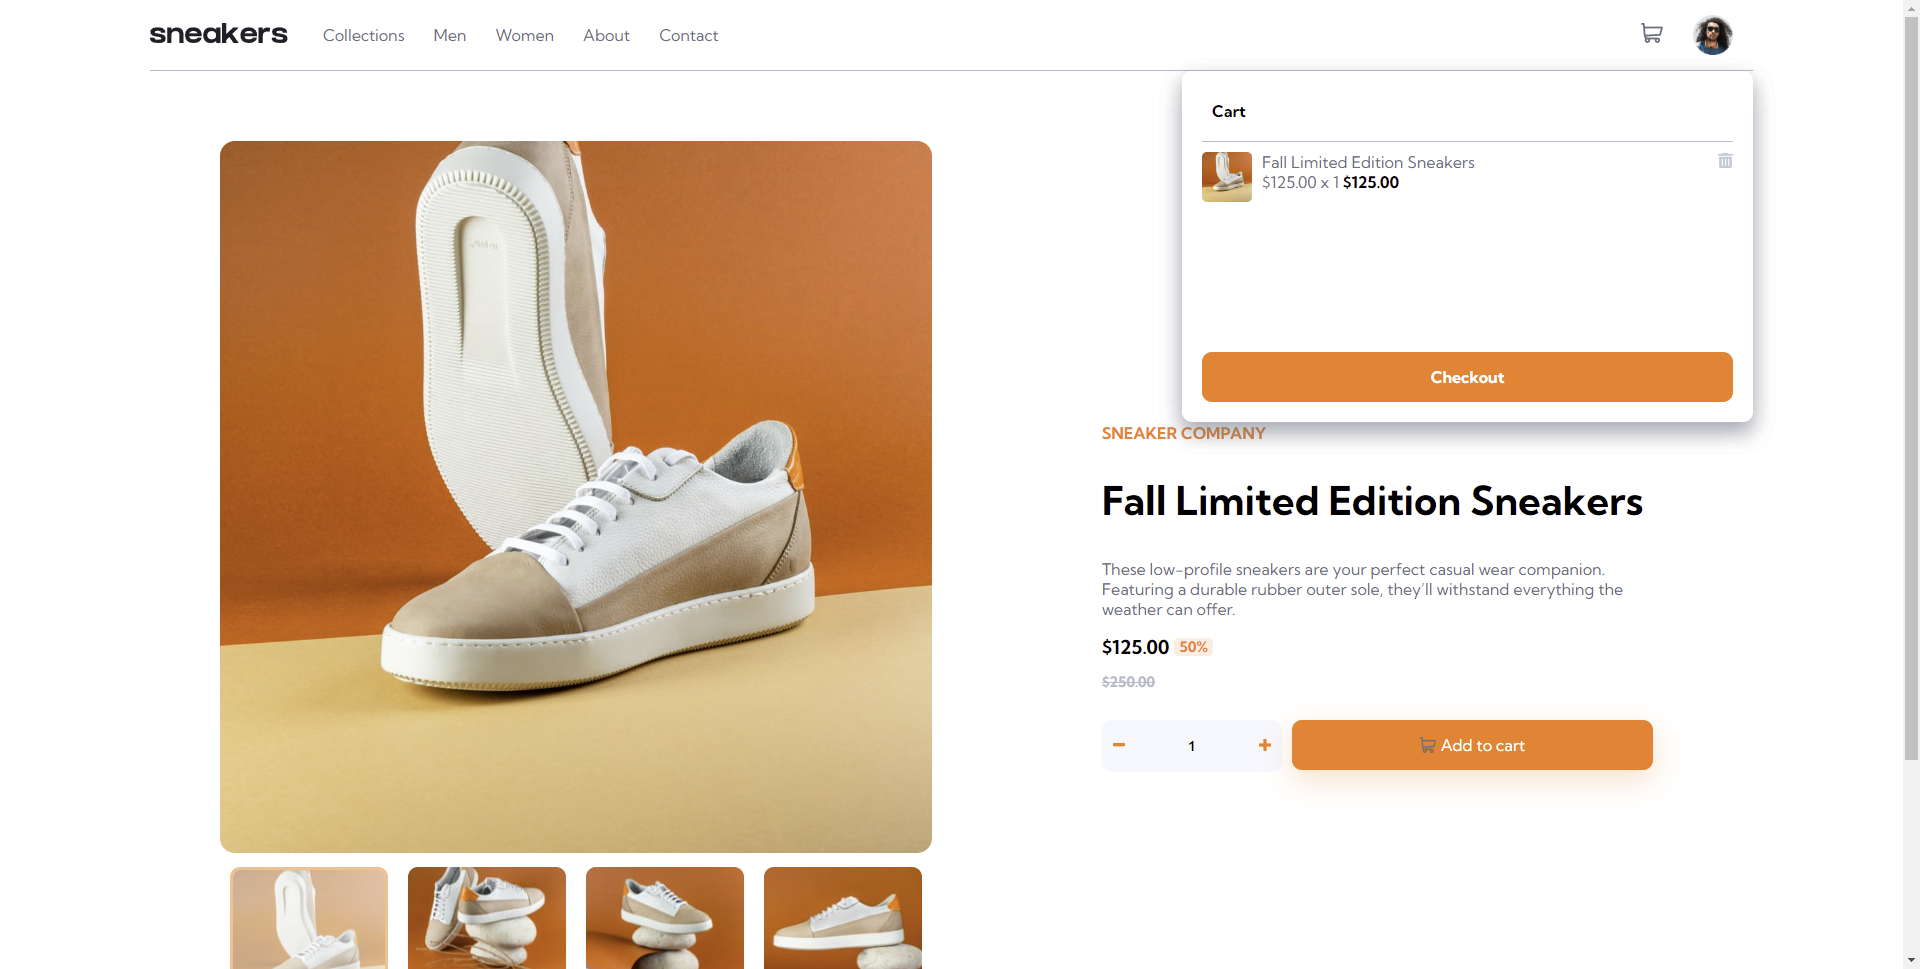 sneakers
Collections
Men
Women
About
Contact
Cart
Fall Limited Edition Sneakers
$125.00 x 1 $125.00
Checkout
SNEAKER COMPANY
Fall Limited Edition Sneakers
These low-profile sneakers are your perfect casual wear companion.
Featuring a durable rubber outer sole, they’ll withstand everything the
weather can offer.
$125.00 50%
$250.00
1
Add to cart